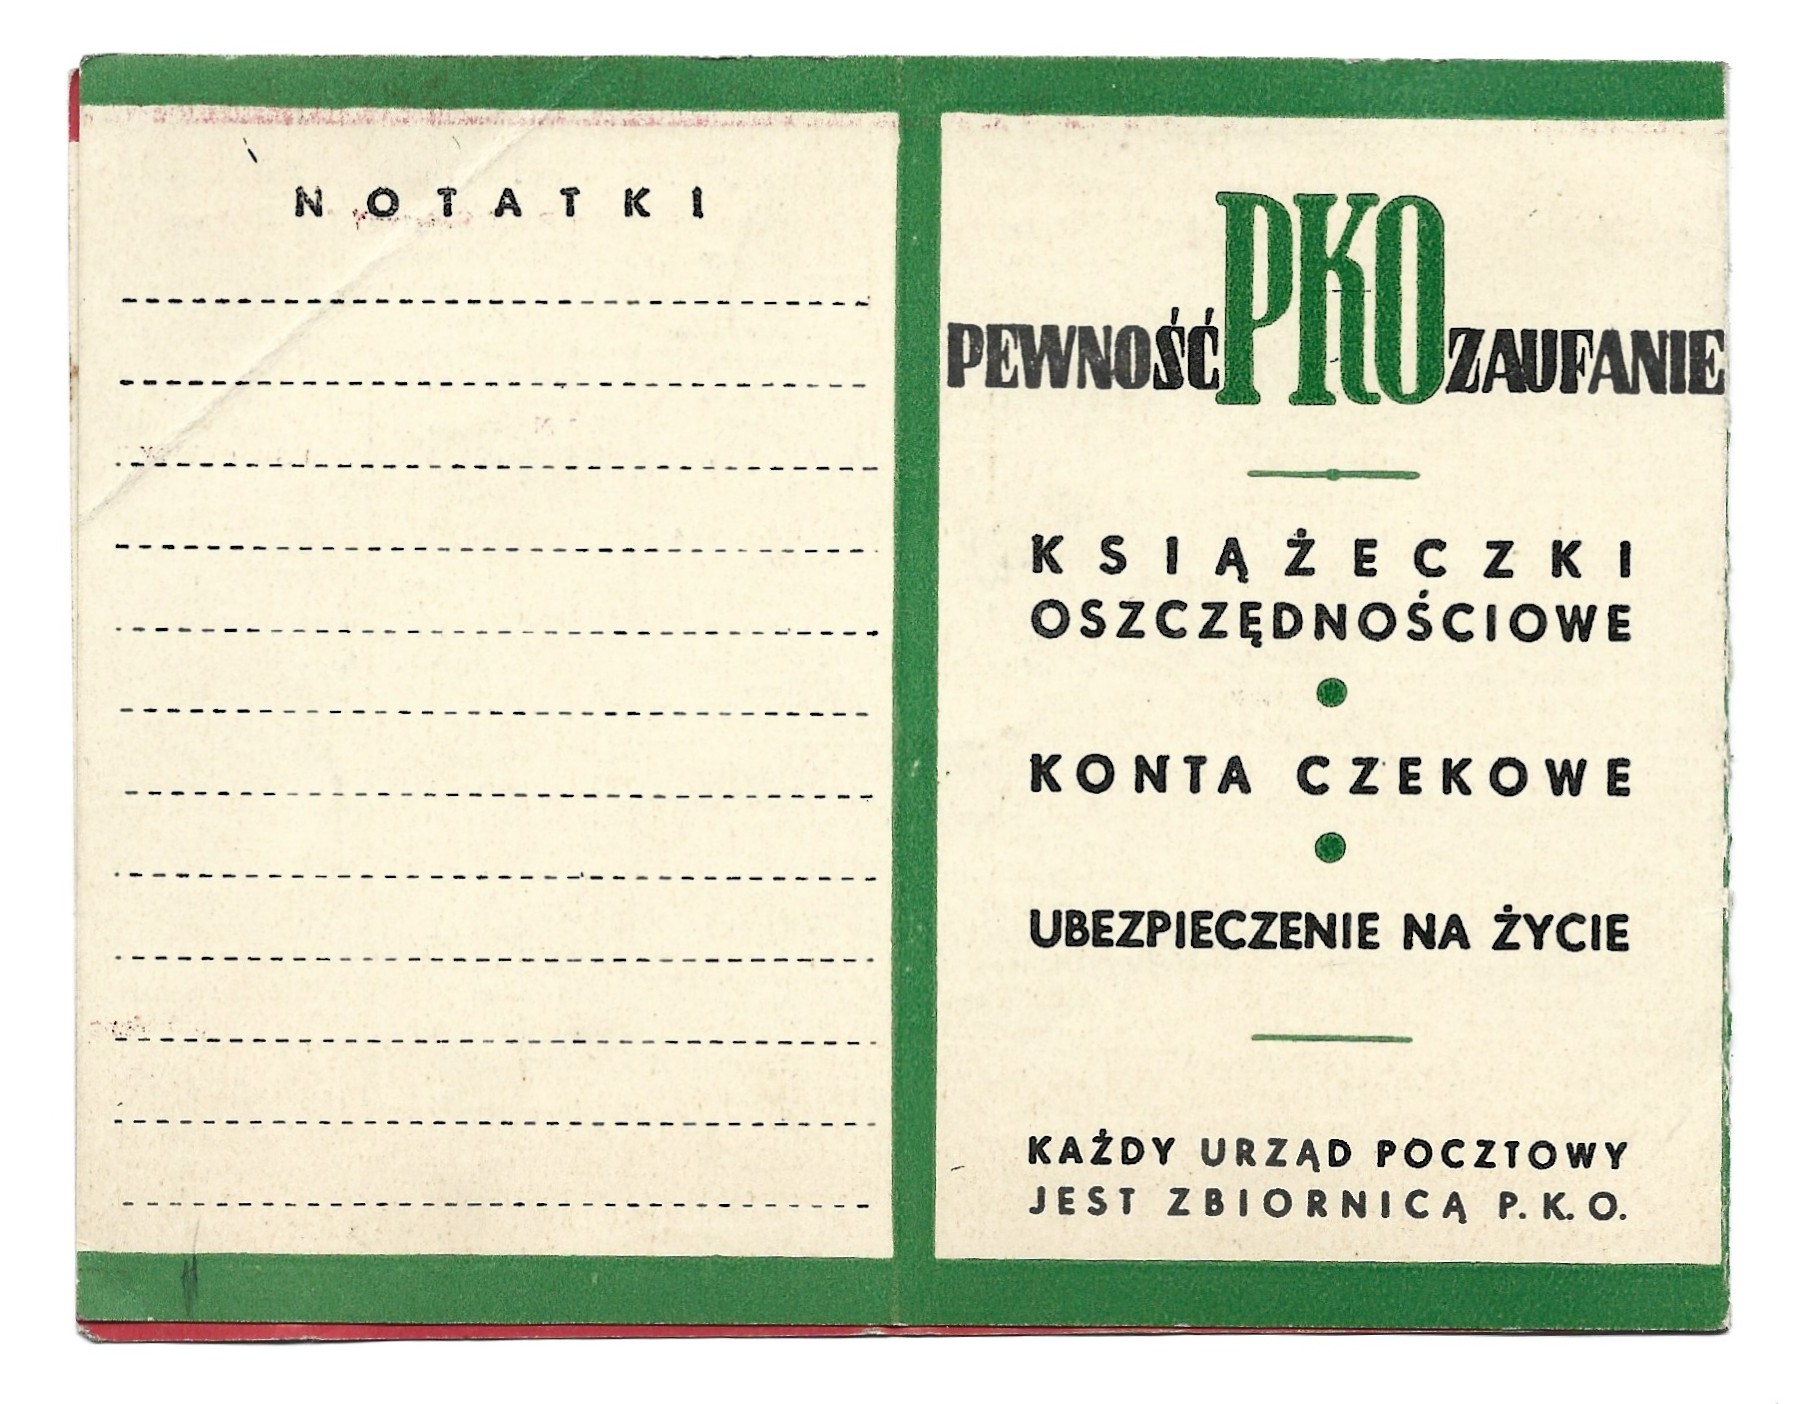 NOTATKI
PEWNOŚĆ PKO ZAUFANIE
KSIĄŻECZKI
OSZCZĘDNOŚCIOWE
KONTA CZEKOWE
UBEZPIECZENIE NA ŻYCIE
KAŻDY URZĄD POCZTOWY
JEST ZBIORNICĄ P.K.O.